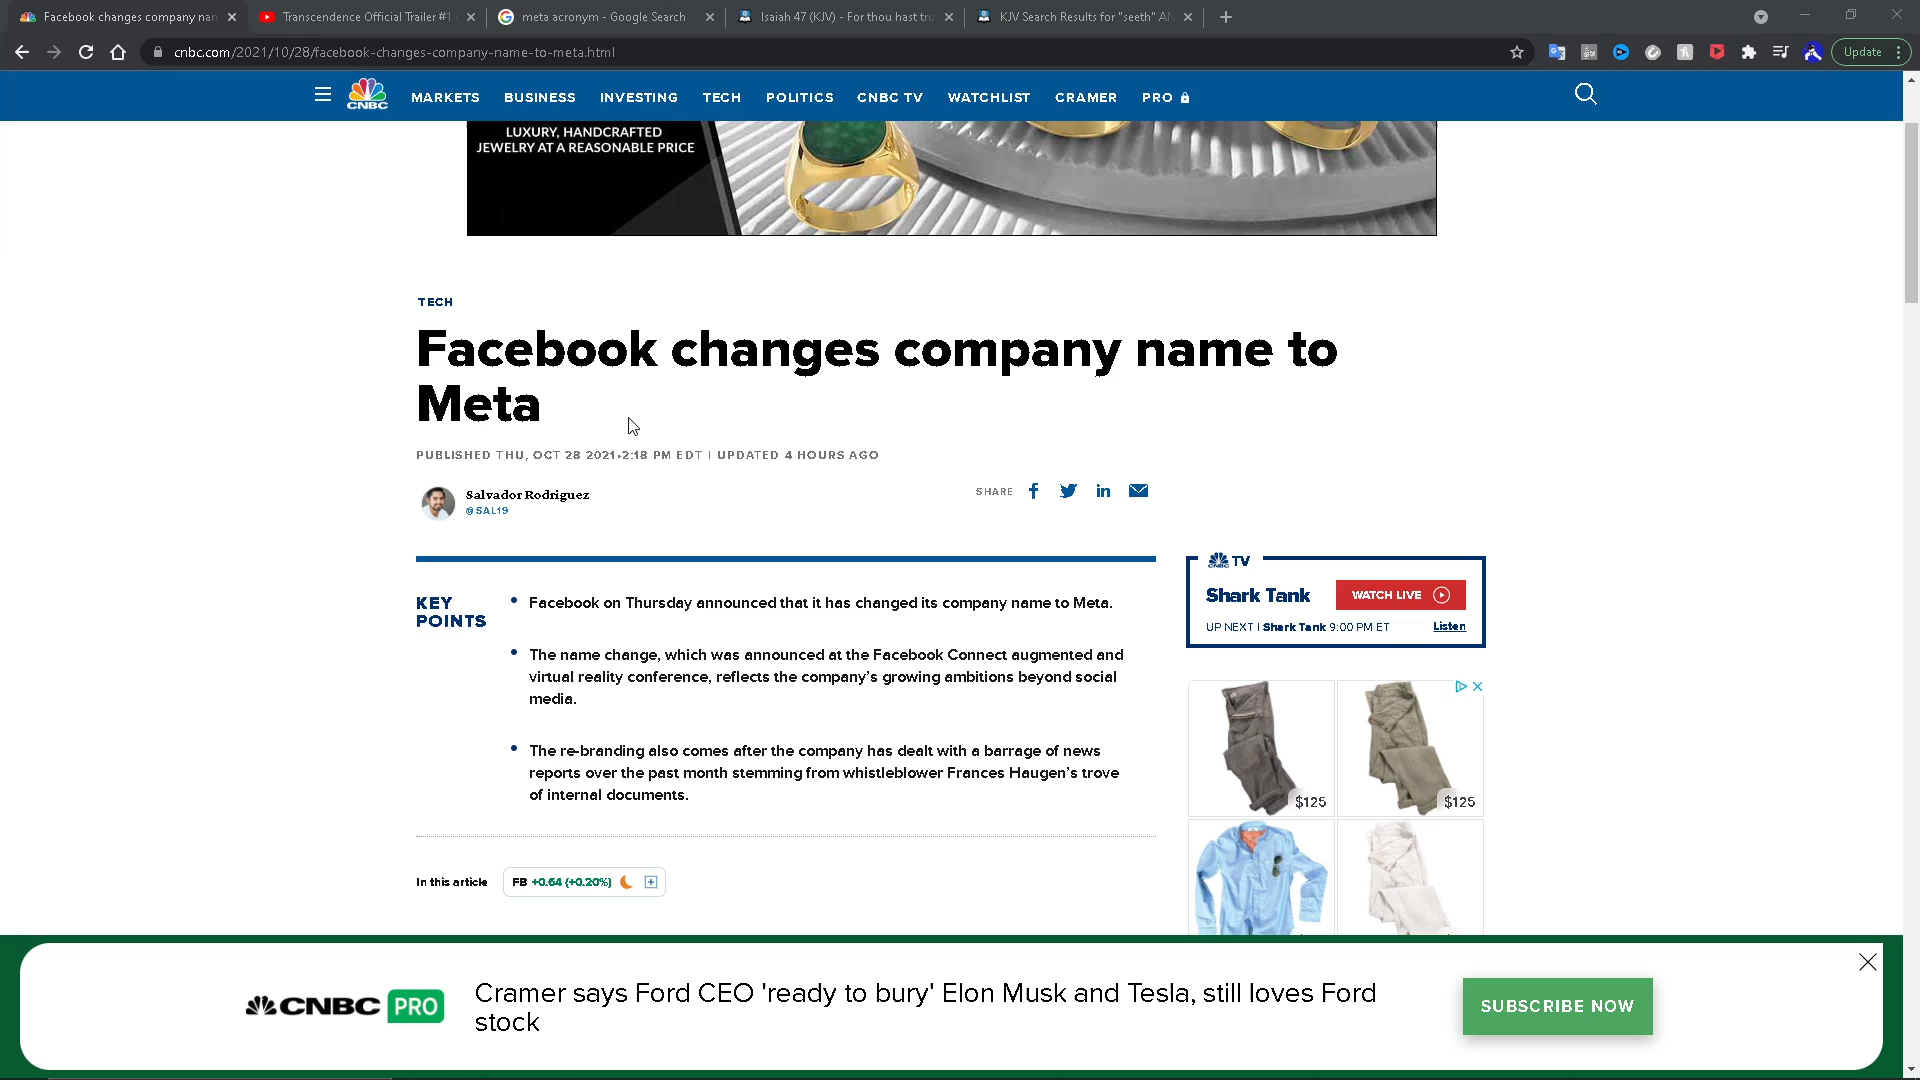 Facebook changes company nam
Transcendence Official Trailer #1
meta acronym - Google Search
Isaiah 47 (KJV) - For thou hast tru
KJV Search Results for "seeth" AN
cnbc.com/2021/10/28/facebook-changes-company-name-to-meta.html
Update
CNBC
MARKETS
BUSINESS
INVESTING
TECH
POLITICS
CNBC TV
WATCHLIST
CRAMER
PRO
LUXURY, HANDCRAFTED
JEWELRY AT A REASONABLE PRICE
TECH
Facebook changes company name to
Meta
PUBLISHED THU, OCT 28 2021•2:18 PM EDT | UPDATED 4 HOURS AGO
Salvador Rodriguez
@SAL19
SHARE
KEY
POINTS
Facebook on Thursday announced that it has changed its company name to Meta.
The name change, which was announced at the Facebook Connect augmented and
virtual reality conference, reflects the company's growing ambitions beyond social
media.
The re-branding also comes after the company has dealt with a barrage of news
reports over the past month stemming from whistleblower Frances Haugen's trove
of internal documents.
In this article
FB +0.64 (+0.20%)
CNBC TV
Shark Tank
WATCH LIVE
UP NEXT | Shark Tank 9:00 PM ET
Listen
$125
$125
CNBC PRO
Cramer says Ford CEO 'ready to bury' Elon Musk and Tesla, still loves Ford
stock
SUBSCRIBE NOW